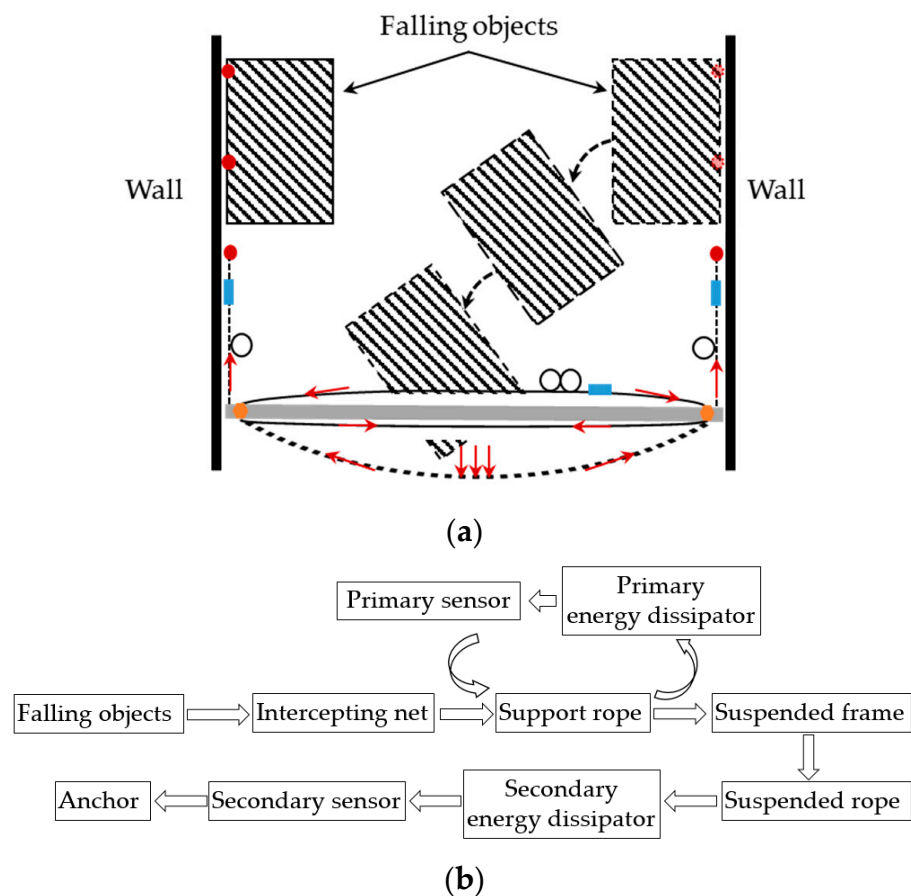 Falling objects
Wall
Wall
(a)
Primary sensor
Primary
energy dissipator
Falling objects
Intercepting net
Support rope
Suspended frame
Anchor
Secondary sensor
Secondary
energy dissipator
Suspended rope
(b)